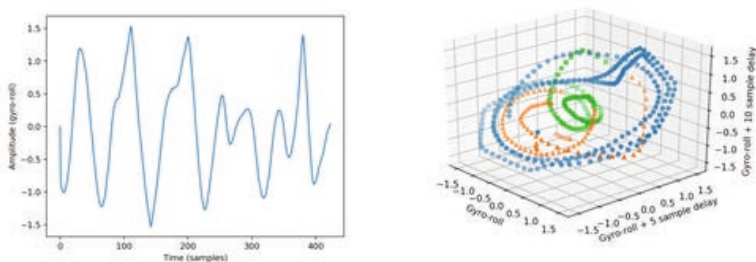 1.5
1.0
0.5
0.0
−0.5
−1.0
−1.5
Amplitude (gyro-roll)
0 100 200 300 400
Time (samples)
1.5
1.0
0.5
0.0
−0.5
−1.0
−1.5
Gyro-roll + 10 sample delay
−1.5 −1.0 −0.5 0.0 0.5 1.0 1.5
Gyro-roll
−1.5 −1.0 −0.5 0.0 0.5 1.0 1.5
Gyro-roll + 5 sample delay